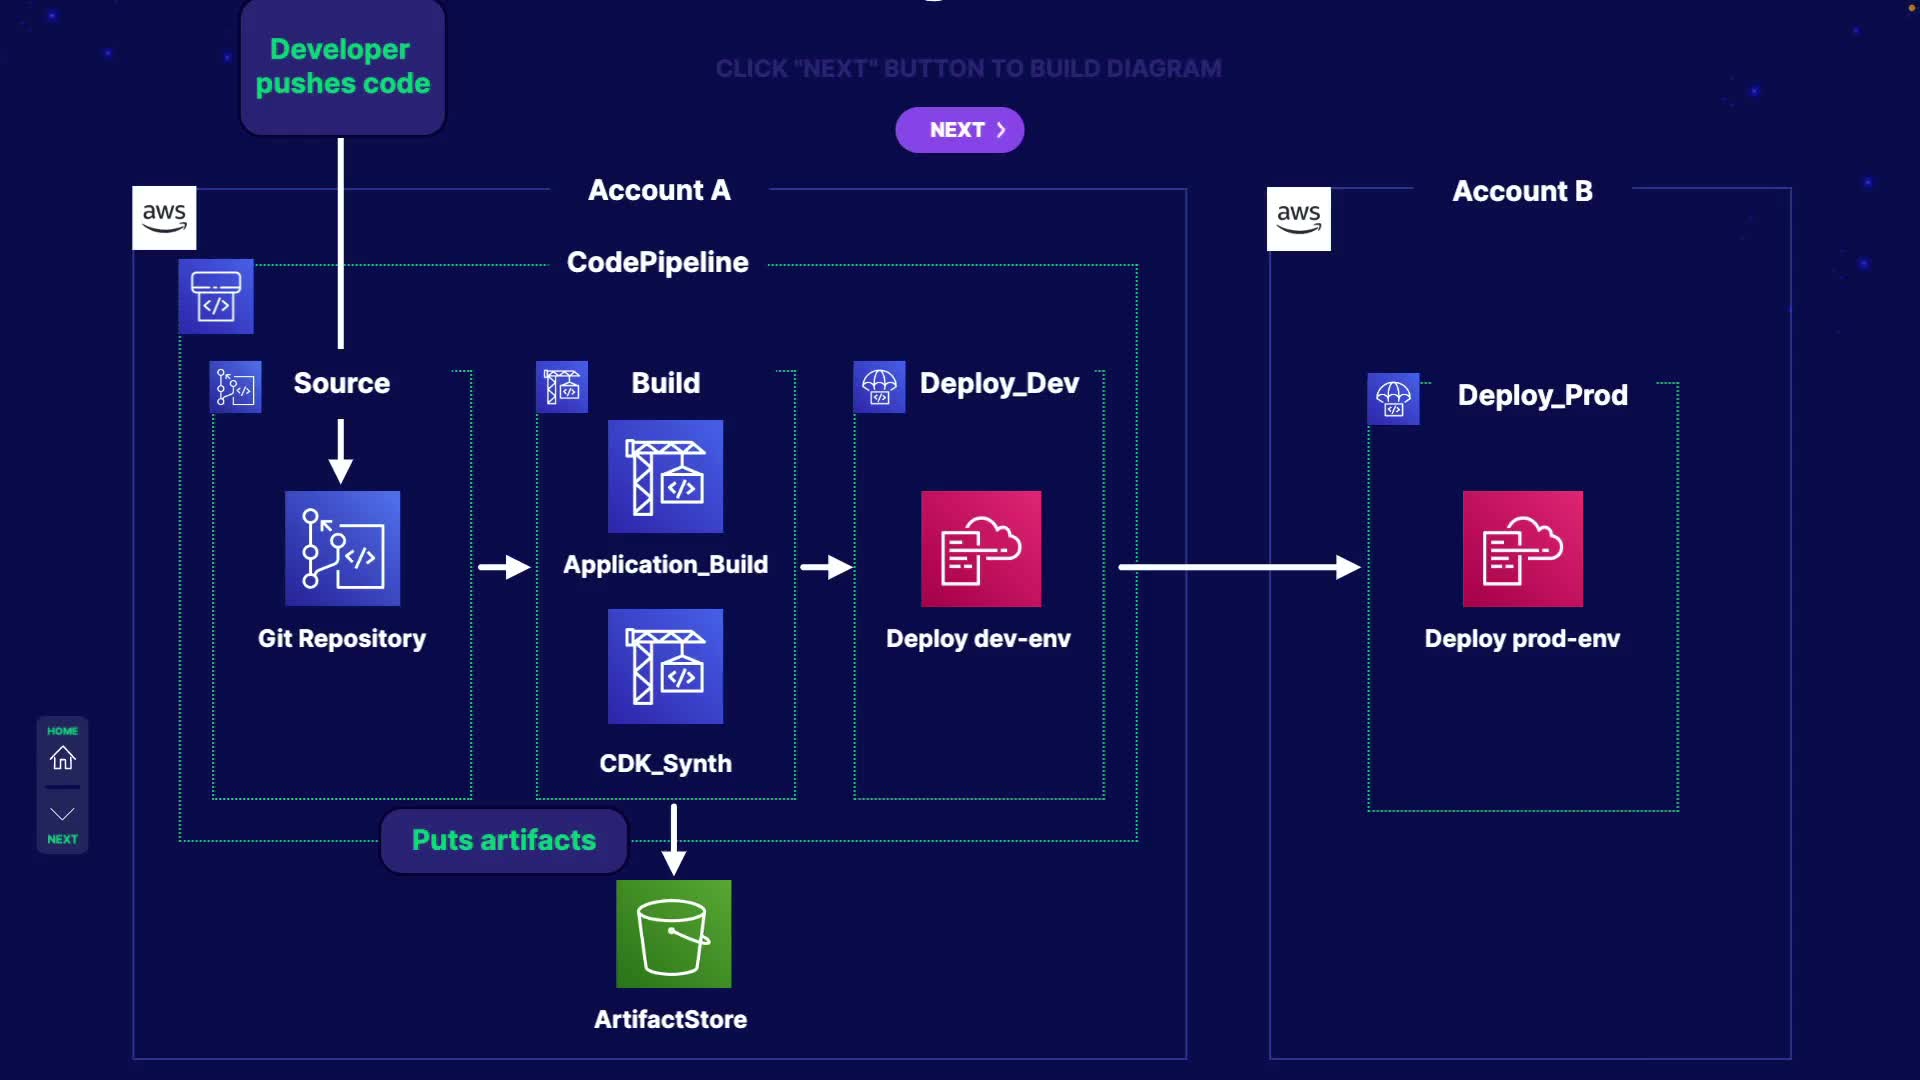 Developer
pushes code
CLICK "NEXT" BUTTON TO BUILD DIAGRAM
NEXT
aws
Account A
aws
Account B
CodePipeline
Source
Build
Deploy_Dev
Deploy_Prod
Git Repository
Application_Build
CDK_Synth
Deploy dev-env
Deploy prod-env
HOME
NEXT
Puts artifacts
ArtifactStore